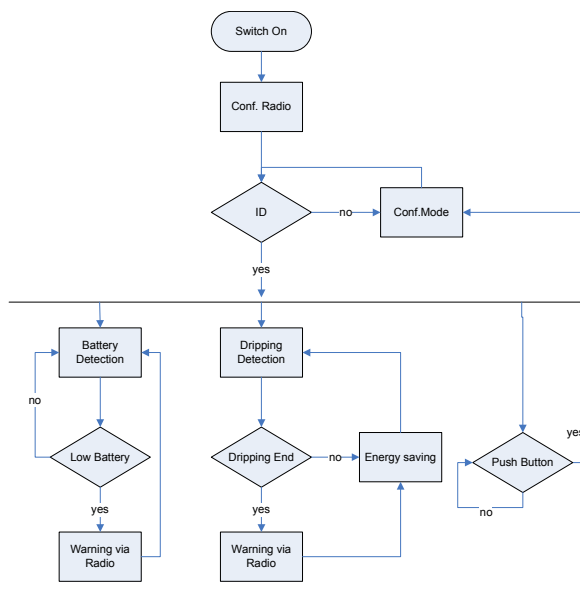 Switch On
Conf. Radio
ID
no
Conf.Mode
yes
Battery
Detection
Dripping
Detection
no
yes
Low Battery
Dripping End
no
Energy saving
Push Button
yes
yes
no
Warning via
Radio
Warning via
Radio